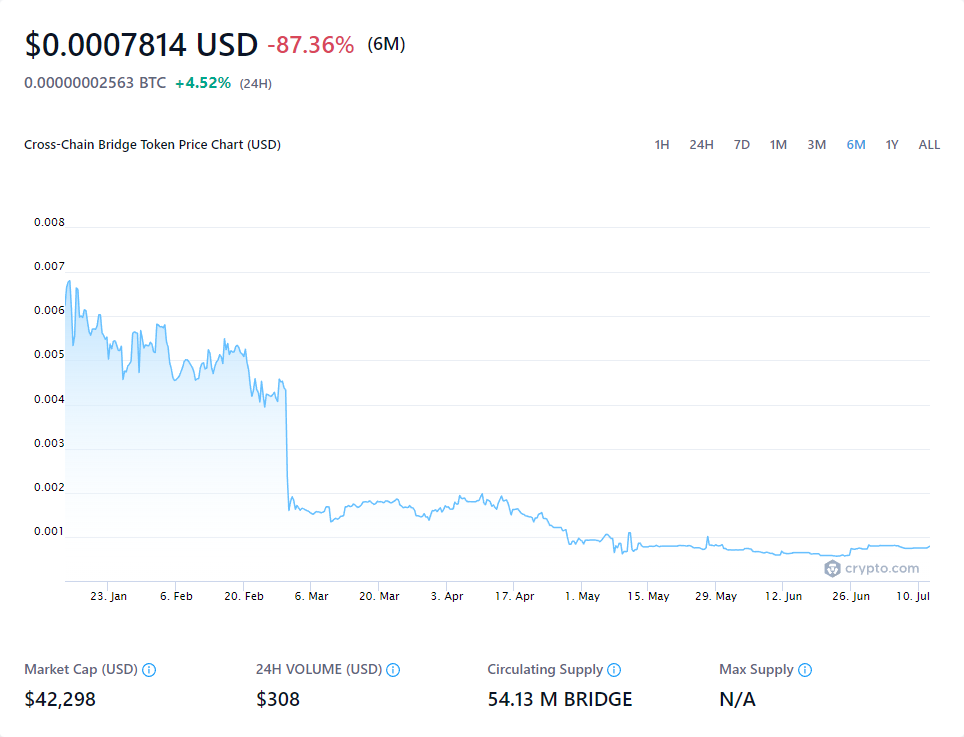 $0.0007814 USD -87.36% (6M)
0.00000002563 BTC +4.52% (24H)
Cross-Chain Bridge Token Price Chart (USD) 1H 24H 7D 1M 3M 6M 1Y ALL
0.008
0.007
0.006
0.005
0.004
0.003
0.002
0.001
crypto.com
23. Jan 6. Feb 20. Feb 6. Mar 20. Mar 3. Apr 17. Apr 1. May 15. May 29. May 12. Jun 26. Jun 10. Jul
Market Cap (USD) 24H VOLUME (USD) Circulating Supply Max Supply
$42,298 $308 54.13 M BRIDGE N/A